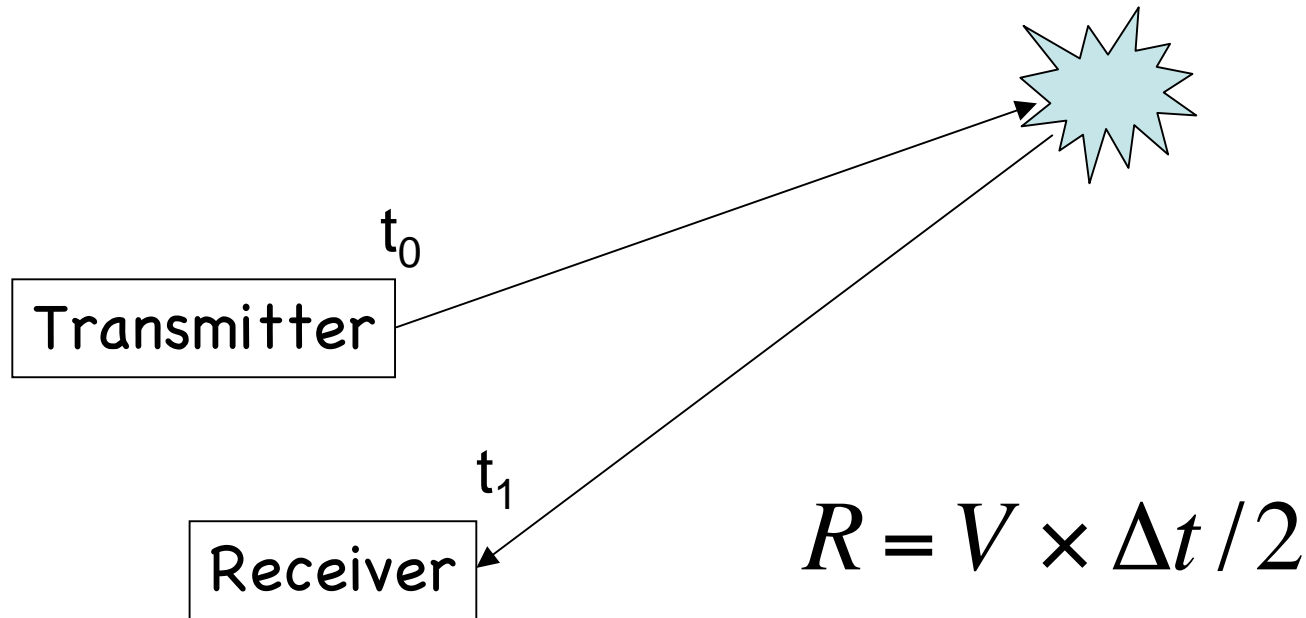 t₀
Transmitter
t₁
Receiver
R = V × Δt / 2